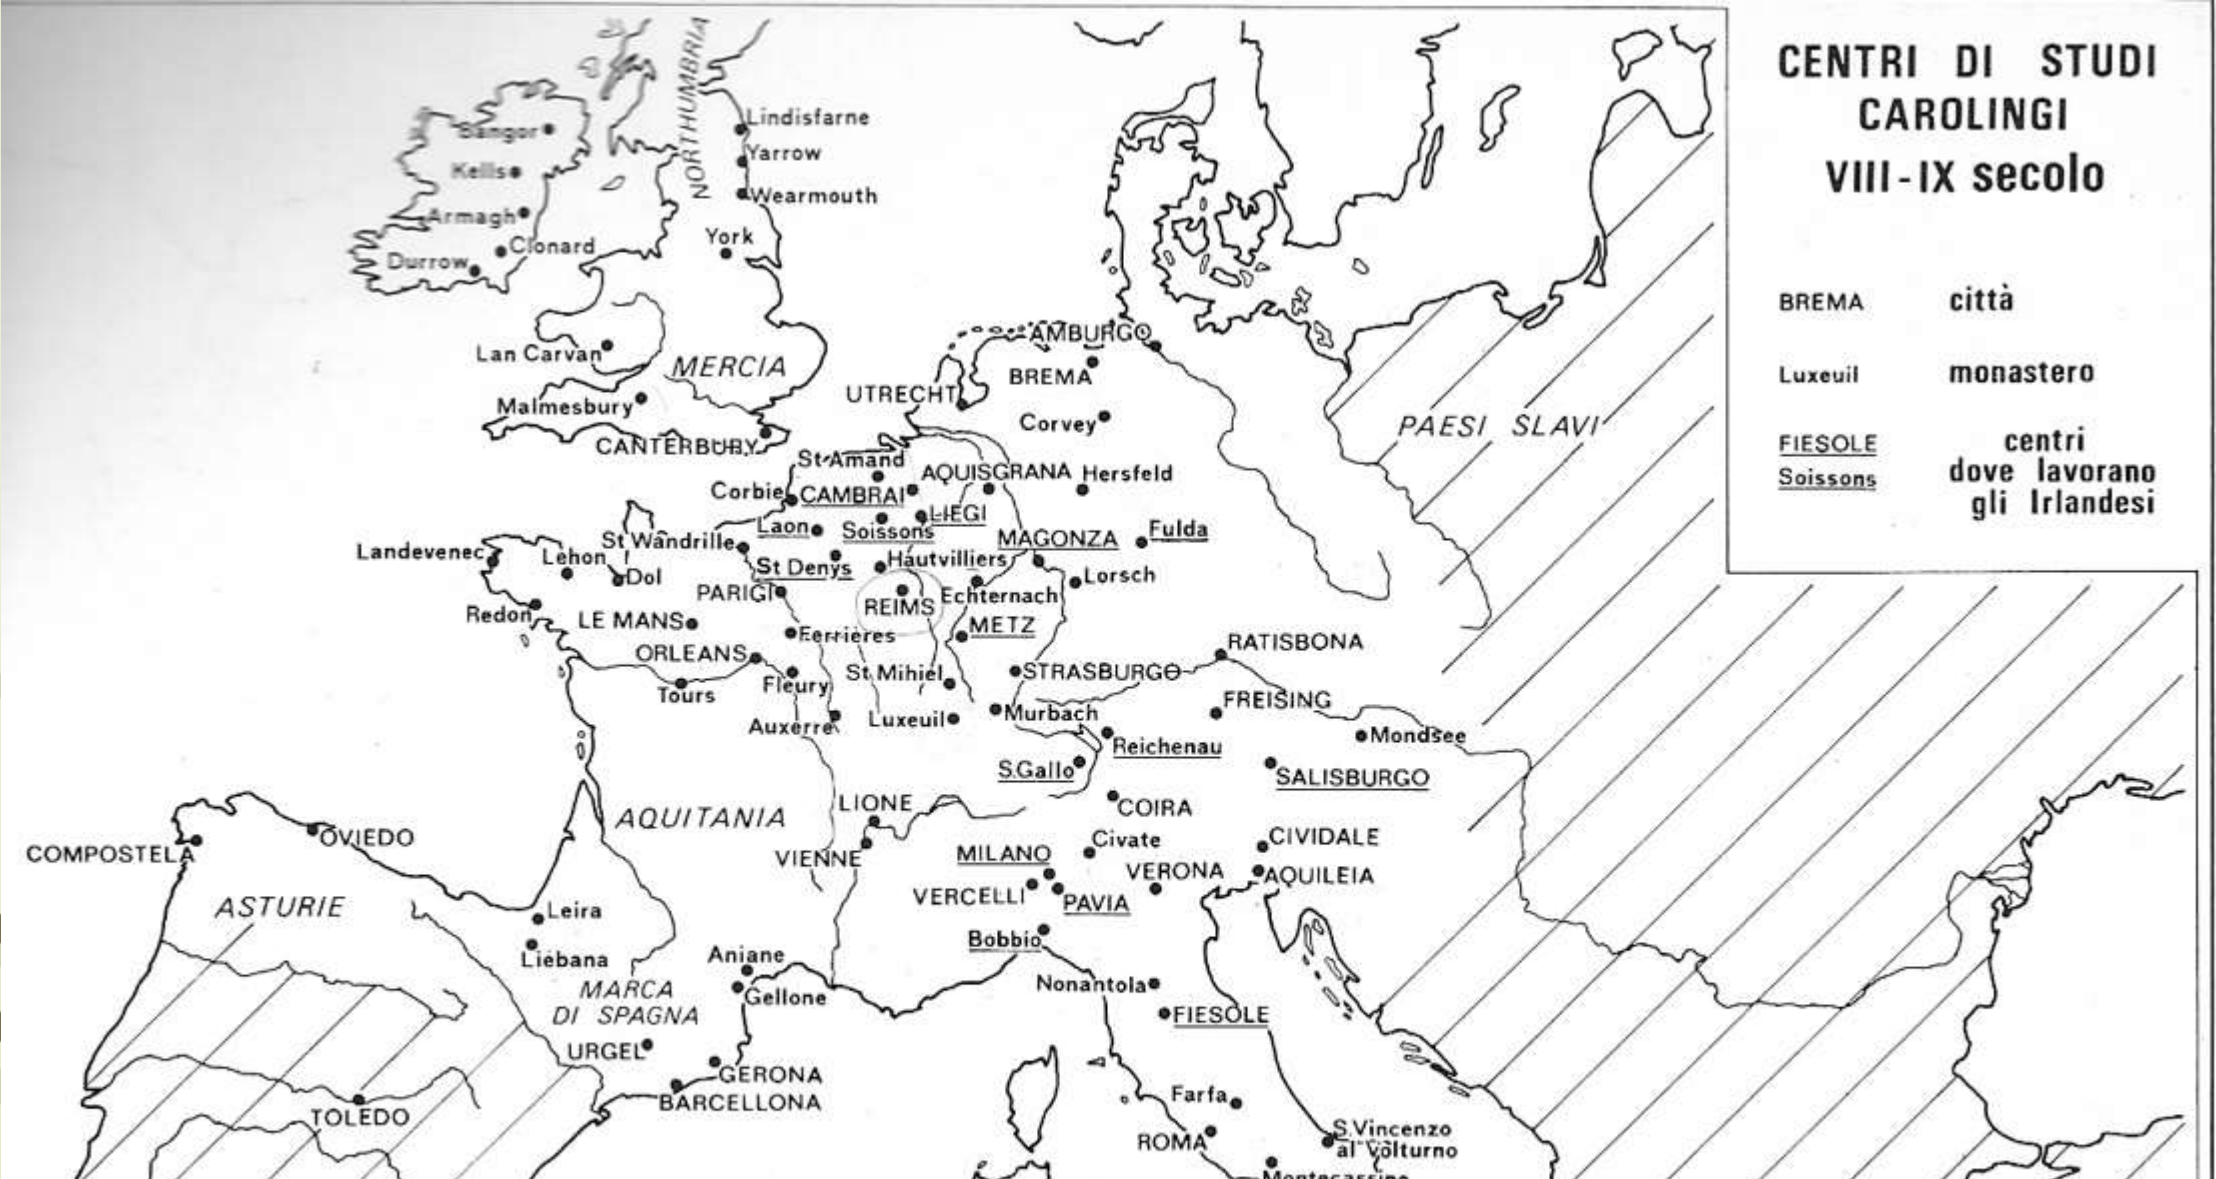 CENTRI DI STUDI
CAROLINGI
VIII-IX secolo
BREMA città
Luxeuil monastero
FIESOLE centri
Soissons dove lavorano
gli Irlandesi
NORTHUMBRIA
Lindisfarne
Bangor
Yarrow
Kells
Wearmouth
Armagh
York
Clonard
Durrow
AMBURGO
Lan Carvan
MERCIA
BREMA
UTRECHT
Malmesbury
Corvey
PAESI SLAVI
CANTERBURY
St Amand
AQUISGRANA
Hersfeld
Corbie
CAMBRAI
LIEGI
Laon
Soissons
MAGONZA
Fulda
St Wandrille
Landevenec
Lehon
Hautvilliers
St Denys
Dol
Lorsch
PARIGI
REIMS
Echternach
Redon
LE MANS
METZ
Ferrières
RATISBONA
ORLEANS
St Mihiel
STRASBURGO
Fleury
Tours
FREISING
Murbach
Luxeuil
Auxerre
Mondsee
Reichenau
S.Gallo
SALISBURGO
LIONE
COIRA
AQUITANIA
OVIEDO
Civate
CIVIDALE
COMPOSTELA
VIENNE
MILANO
VERONA
AQUILEIA
VERCELLI
PAVIA
ASTURIE
Leira
Bobbio
Liébana
Aniane
Nonantola
MARCA
DI SPAGNA
Gellone
FIESOLE
URGEL
GERONA
BARCELLONA
Farfa
TOLEDO
ROMA
S.Vincenzo
al Volturno
Montecassino